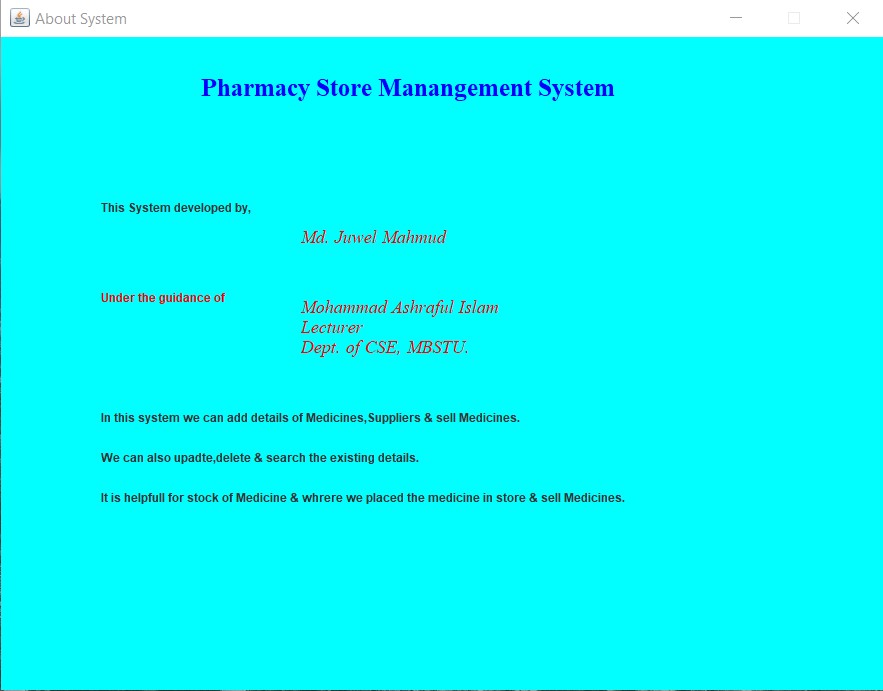 About System
Pharmacy Store Manangement System
This System developed by,
Md. Juwel Mahmud
Under the guidance of
Mohammad Ashraful Islam
Lecturer
Dept. of CSE, MBSTU.
In this system we can add details of Medicines,Suppliers & sell Medicines.
We can also upadte,delete & search the existing details.
It is helpfull for stock of Medicine & whrere we placed the medicine in store & sell Medicines.